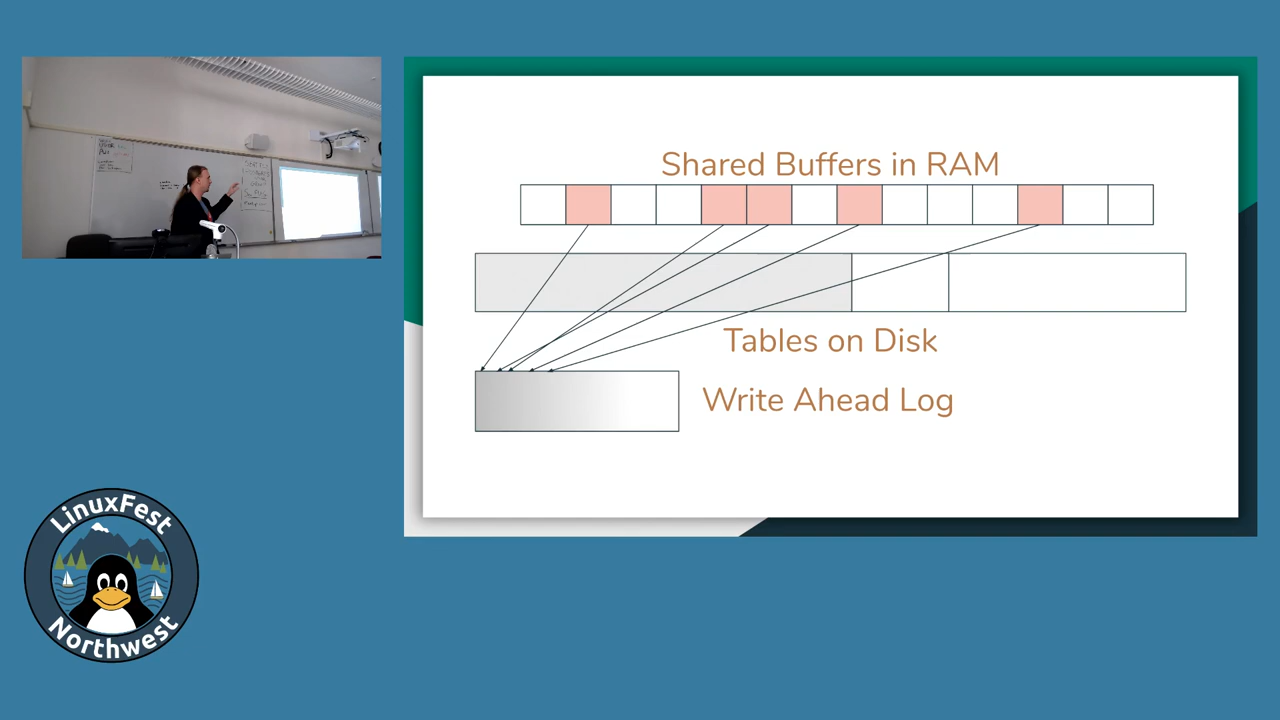 Shared Buffers in RAM
Tables on Disk
Write Ahead Log
LinuxFest
Northwest